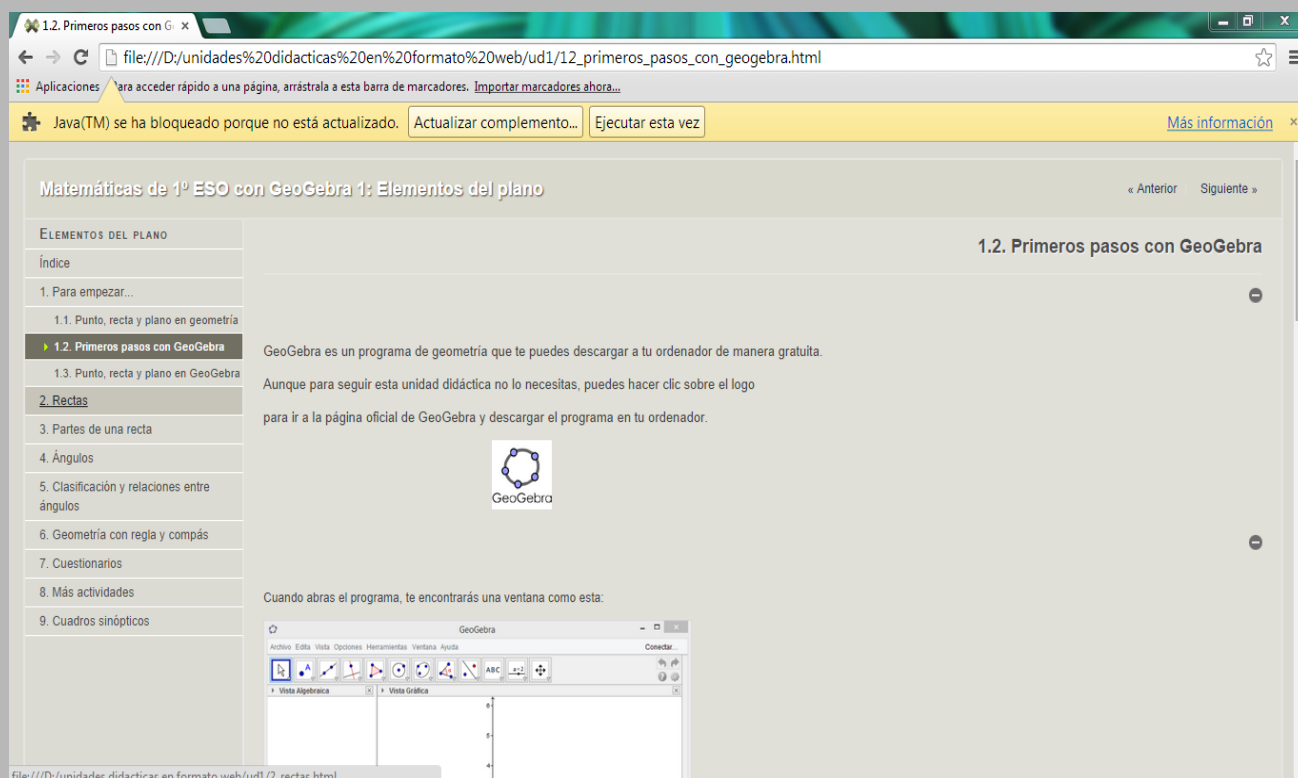 1.2. Primeros pasos con G
file:///D:/unidades%20didacticas%20en%20formato%20web/ud1/12_primeros_pasos_con_geogebra.html
Aplicaciones ara acceder rápido a una página, arrástrala a esta barra de marcadores. Importar marcadores ahora...
Java(TM) se ha bloqueado porque no está actualizado. Actualizar complemento... Ejecutar esta vez Más información
Matemáticas de 1º ESO con GeoGebra 1: Elementos del plano
« Anterior Siguiente »
ELEMENTOS DEL PLANO
Índice
1. Para empezar...
1.1. Punto, recta y plano en geometría
1.2. Primeros pasos con GeoGebra
1.3. Punto, recta y plano en GeoGebra
2. Rectas
3. Partes de una recta
4. Ángulos
5. Clasificación y relaciones entre
ángulos
6. Geometría con regla y compás
7. Cuestionarios
8. Más actividades
9. Cuadros sinópticos
1.2. Primeros pasos con GeoGebra
GeoGebra es un programa de geometría que te puedes descargar a tu ordenador de manera gratuita.
Aunque para seguir esta unidad didáctica no lo necesitas, puedes hacer clic sobre el logo
para ir a la página oficial de GeoGebra y descargar el programa en tu ordenador.
GeoGebra
Cuando abras el programa, te encontrarás una ventana como esta:
GeoGebra
Archivo Edita Vista Opciones Herramientas Ventana Ayuda Conectar...
A ABC a=2
Vista Algebraica Vista Gráfica
6
5
4
file:///D:/unidades didacticas en formato web/ud1/2_rectas.html